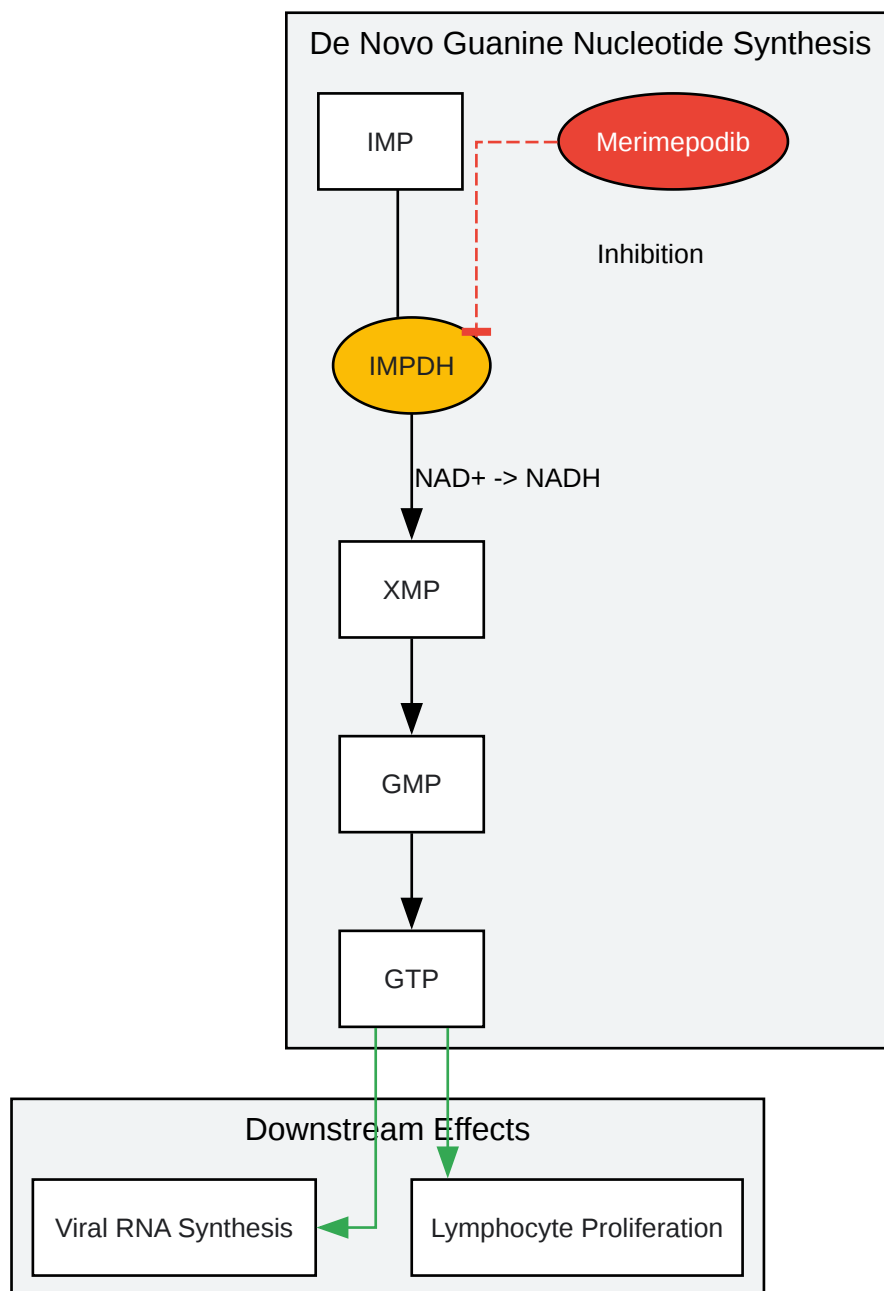 De Novo Guanine Nucleotide Synthesis
IMP
Merimepodib
Inhibition
IMPDH
NAD+ -> NADH
XMP
GMP
GTP
Downstream Effects
Viral RNA Synthesis
Lymphocyte Proliferation